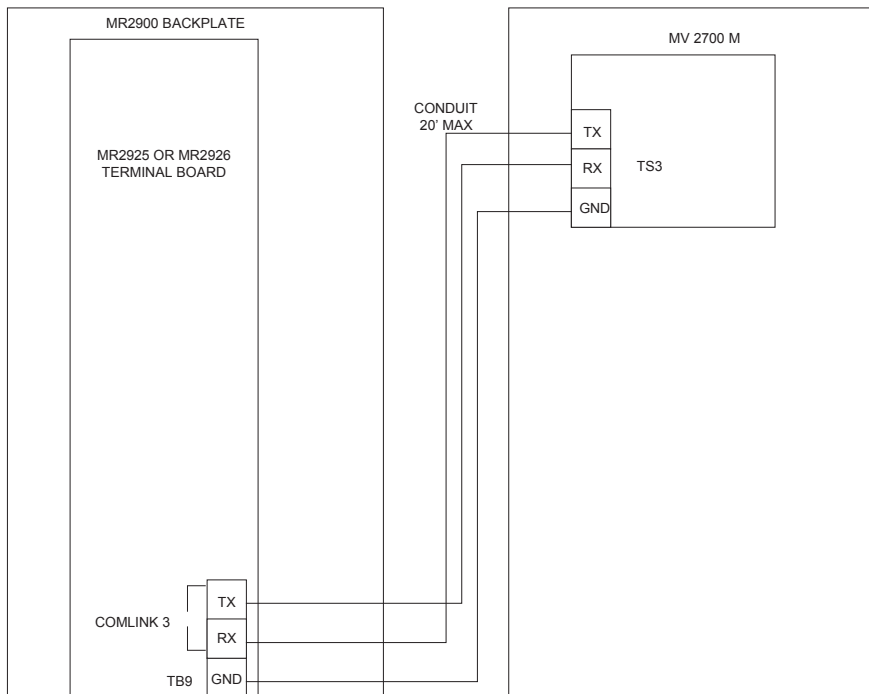 MR2900 BACKPLATE
MR2925 OR MR2926
TERMINAL BOARD
CONDUIT
20' MAX
MV 2700 M
TX
RX
GND
TS3
COMLINK 3
TX
RX
TB9
GND